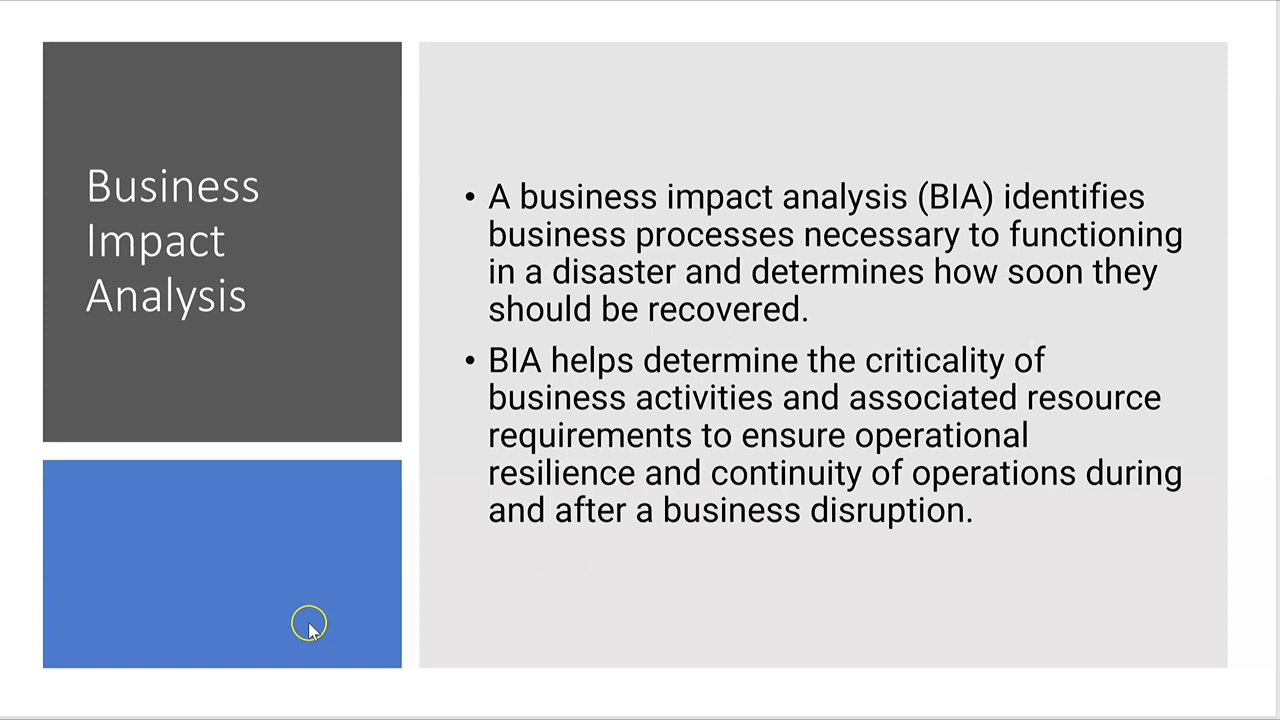 Business
Impact
Analysis
• A business impact analysis (BIA) identifies
business processes necessary to functioning
in a disaster and determines how soon they
should be recovered.
• BIA helps determine the criticality of
business activities and associated resource
requirements to ensure operational
resilience and continuity of operations during
and after a business disruption.